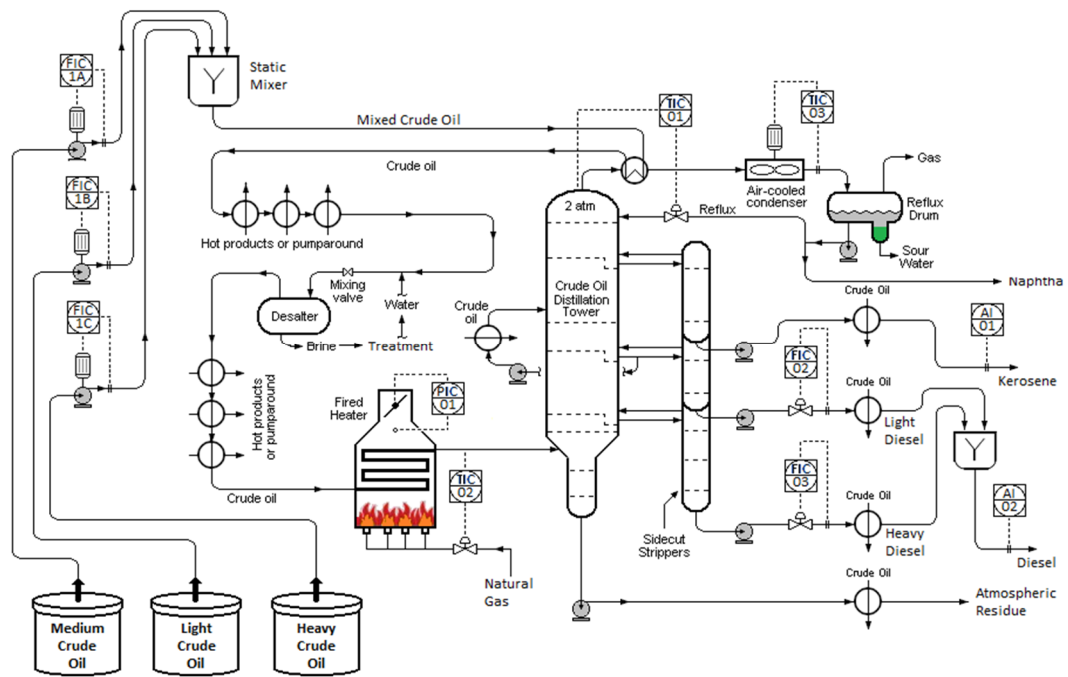 FIC
1A
Static
Mixer
TIC
01
TIC
03
Mixed Crude Oil
Crude oil
Gas
Air-cooled
condenser
FIC
1B
2 atm
Reflux
Reflux
Drum
Hot products or pumparound
Sour
Water
Mixing
valve
Water
Naphtha
Crude Oil
Distillation
Tower
Crude Oil
FIC
1C
Desalter
Crude
oil
AI
01
Brine
Treatment
FIC
02
Kerosene
Crude Oil
Hot products
or pumparound
Fired
Heater
PIC
01
Light
Diesel
FIC
03
Crude Oil
TIC
02
AI
02
Crude oil
Sidecut
Strippers
Heavy
Diesel
Diesel
Natural
Gas
Crude Oil
Atmospheric
Residue
Medium
Crude
Oil
Light
Crude
Oil
Heavy
Crude
Oil